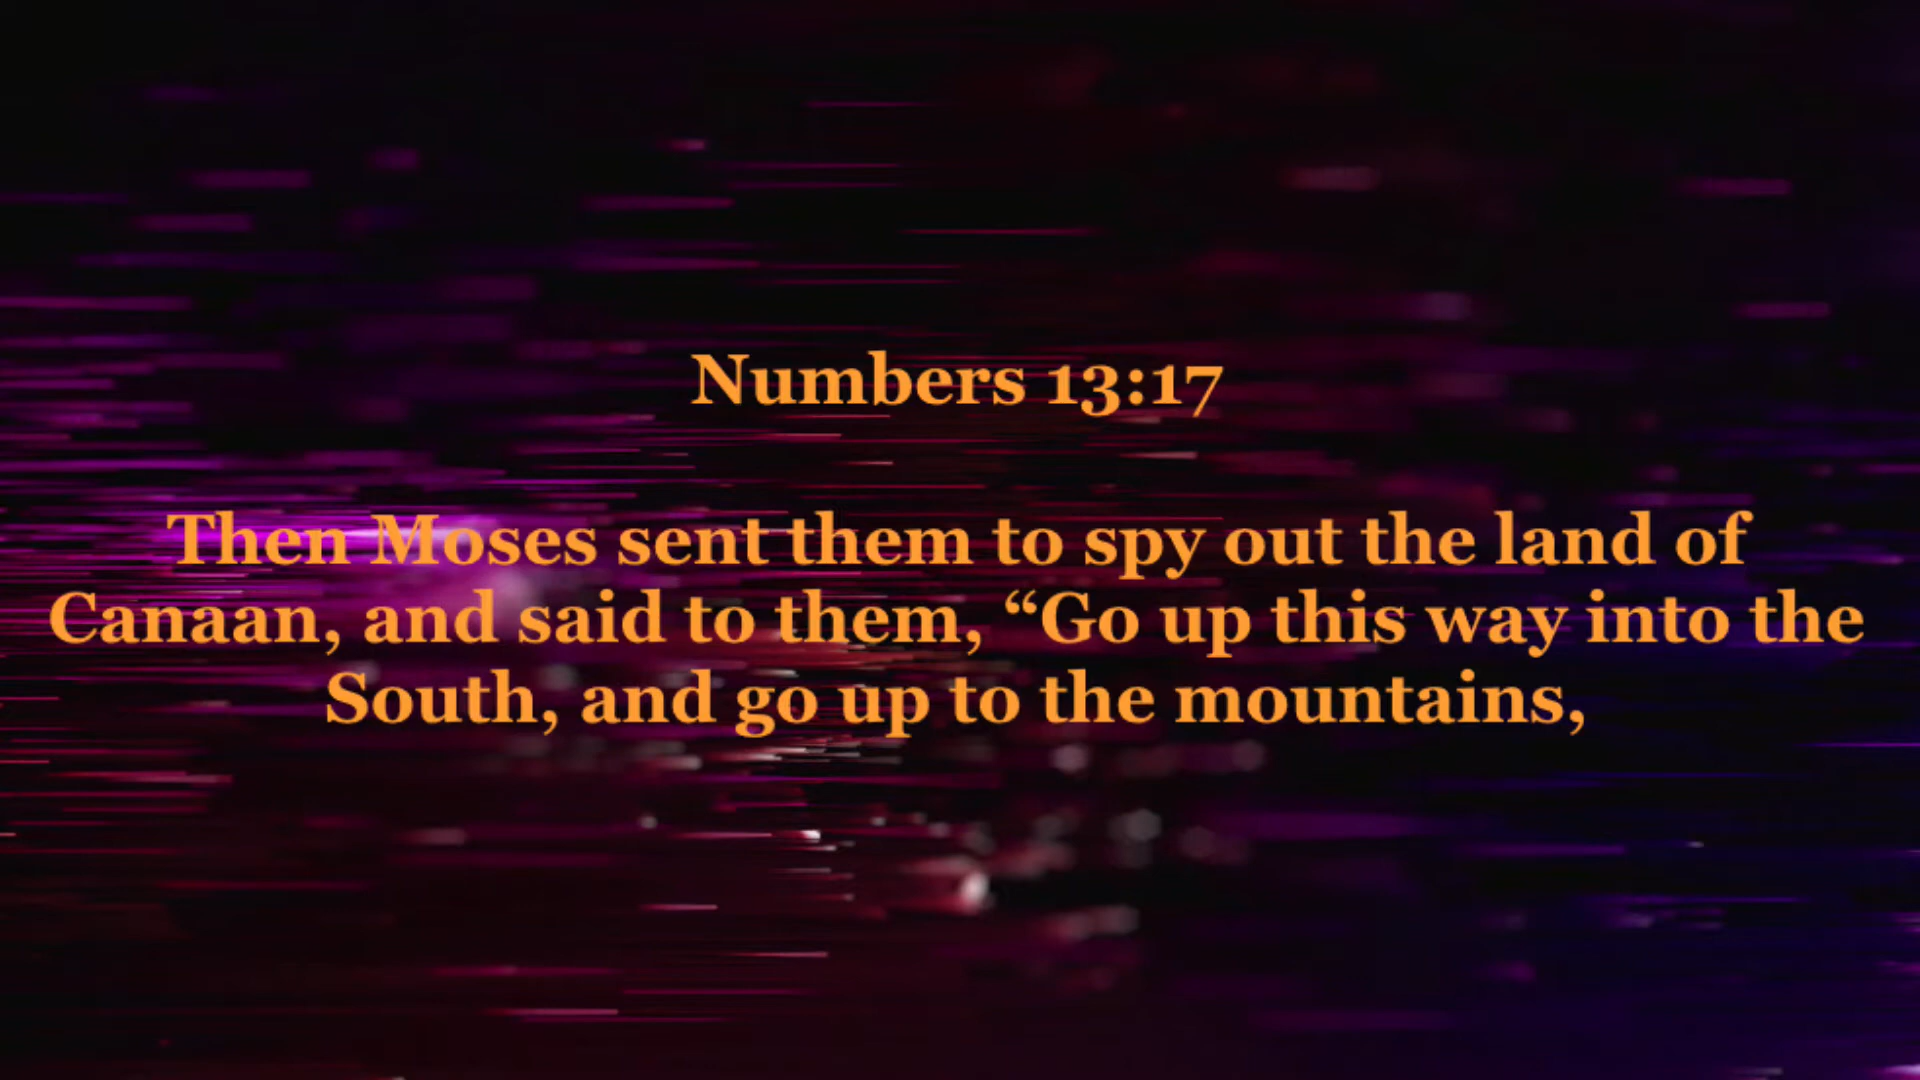 Numbers 13:17
Then Moses sent them to spy out the land of
Canaan, and said to them, “Go up this way into the
South, and go up to the mountains,